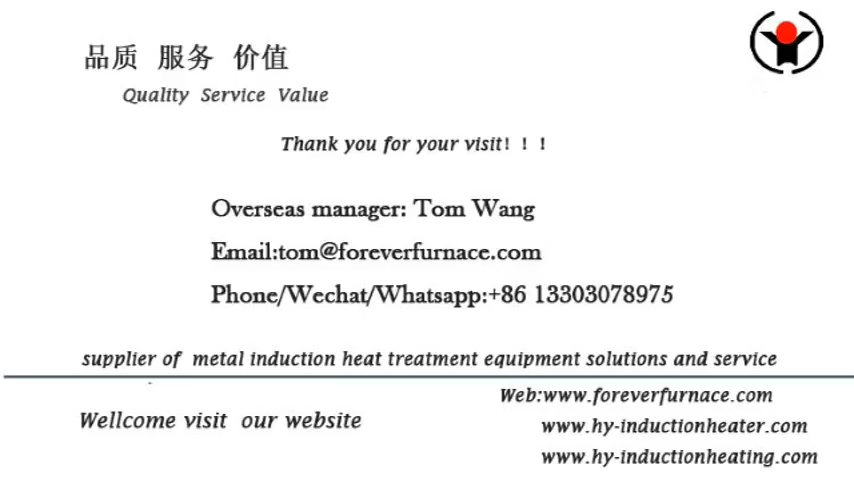 品质 服务 价值
Quality Service Value
Thank you for your visit！！！
Overseas manager: Tom Wang
Email:tom@foreverfurnace.com
Phone/Wechat/Whatsapp:+86 13303078975
supplier of metal induction heat treatment equipment solutions and service
Web:www.foreverfurnace.com
Wellcome visit our website
www.hy-inductionheater.com
www.hy-inductionheating.com